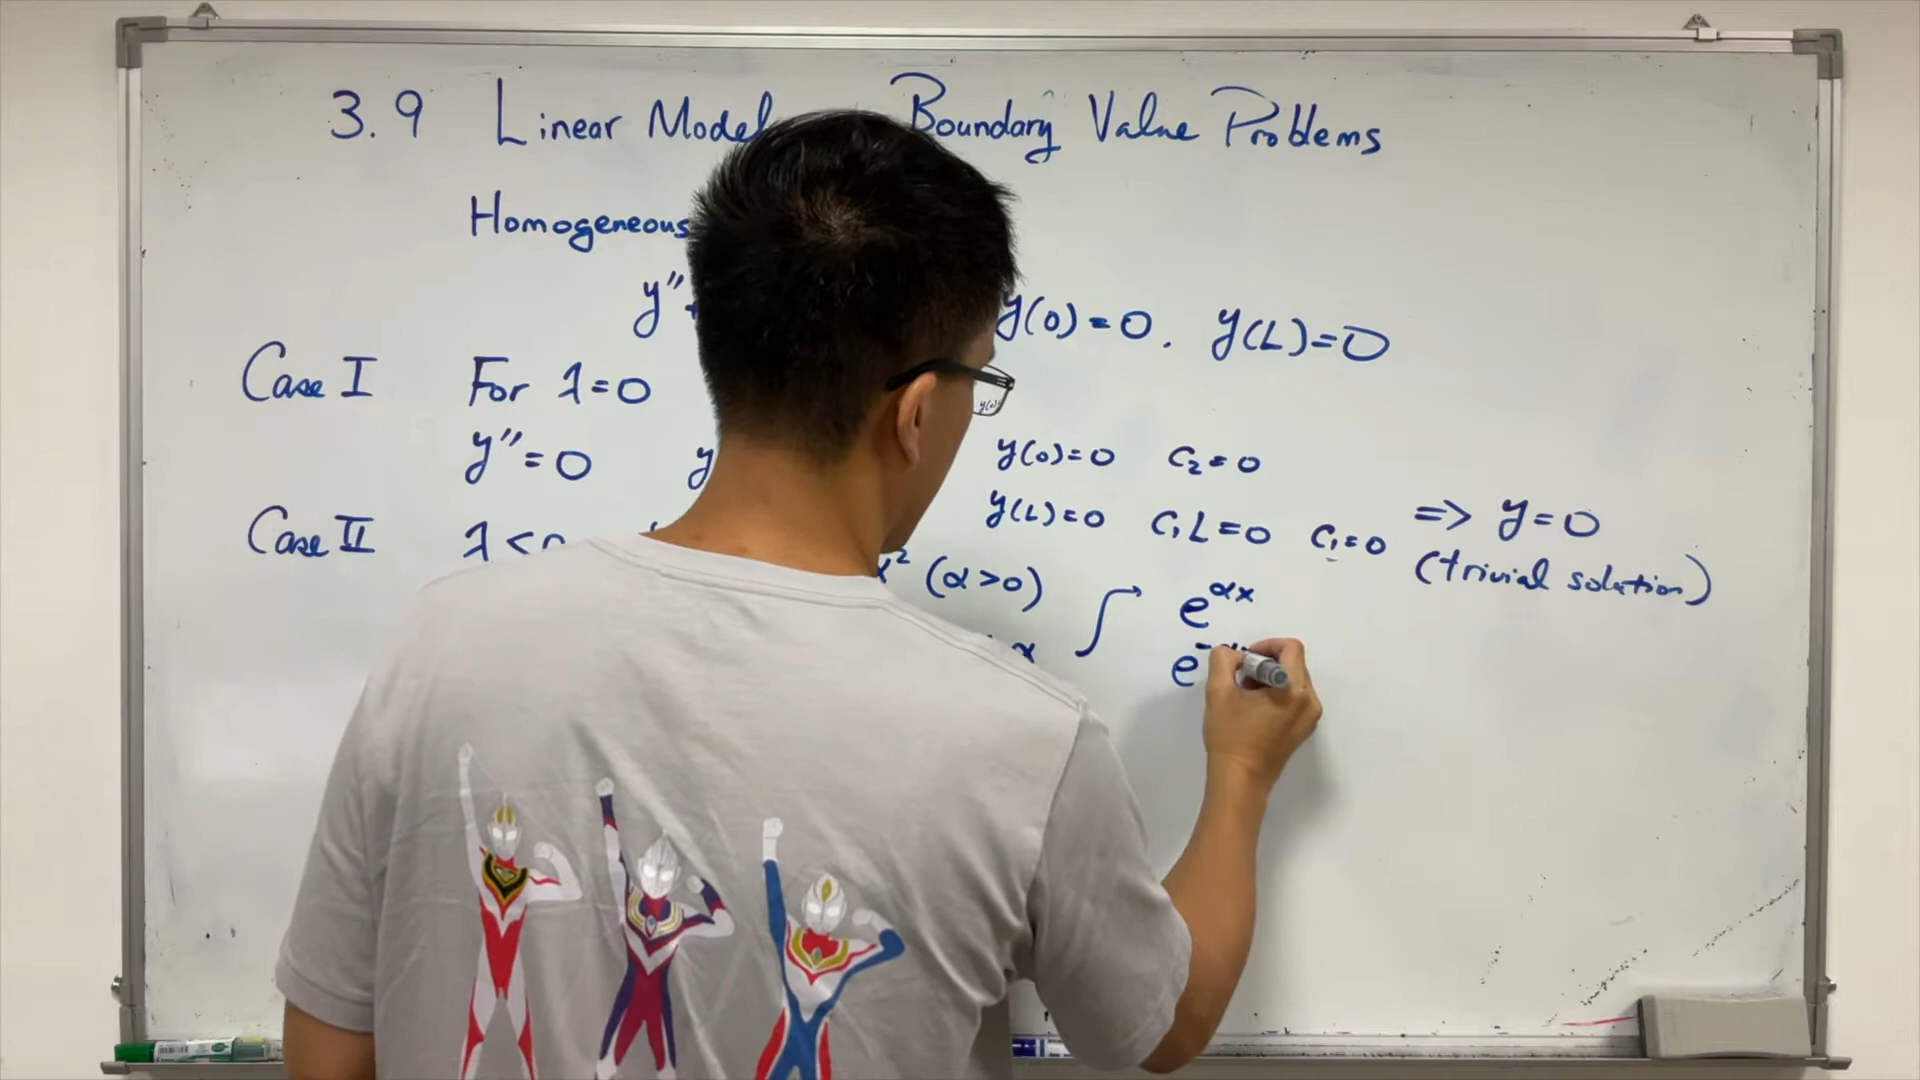 3.9 Linear Model Boundary Value Problems
Homogeneous
y'' y(0)=0. y(L)=0
Case I For λ=0
y''=0 y y(0)=0 C₂=0
y(L)=0 C₁L=0 C₁=0 => y=0
Case II λ<0 (trivial solution)
α² (α>0)
e^αx
α
e^-α